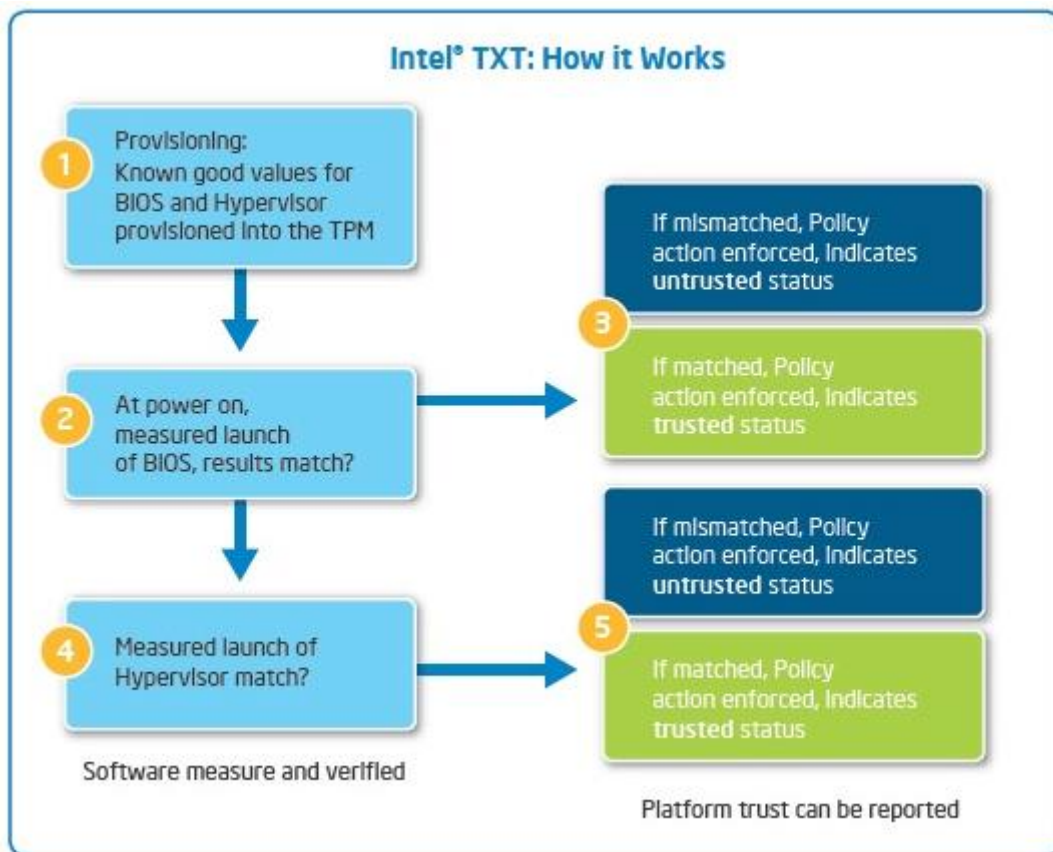 Intel® TXT: How it Works
1
Provisioning:
Known good values for
BIOS and Hypervisor
provisioned into the TPM
2
At power on,
measured launch
of BIOS, results match?
3
If mismatched, Policy
action enforced, Indicates
untrusted status
If matched, Policy
action enforced, Indicates
trusted status
4
Measured launch of
Hypervisor match?
5
If mismatched, Policy
action enforced, Indicates
untrusted status
If matched, Policy
action enforced, Indicates
trusted status
Software measure and verified
Platform trust can be reported